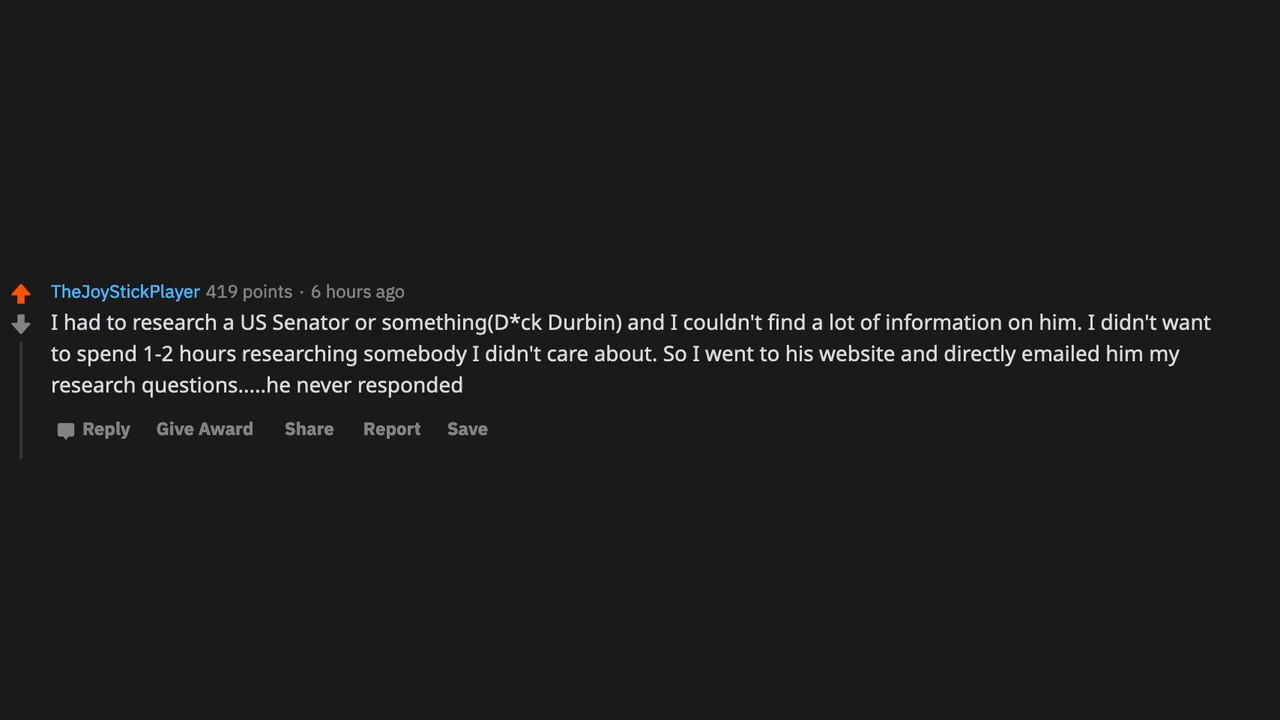 TheJoyStickPlayer 419 points · 6 hours ago
I had to research a US Senator or something(D*ck Durbin) and I couldn't find a lot of information on him. I didn't want
to spend 1-2 hours researching somebody I didn't care about. So I went to his website and directly emailed him my
research questions.....he never responded
Reply Give Award Share Report Save